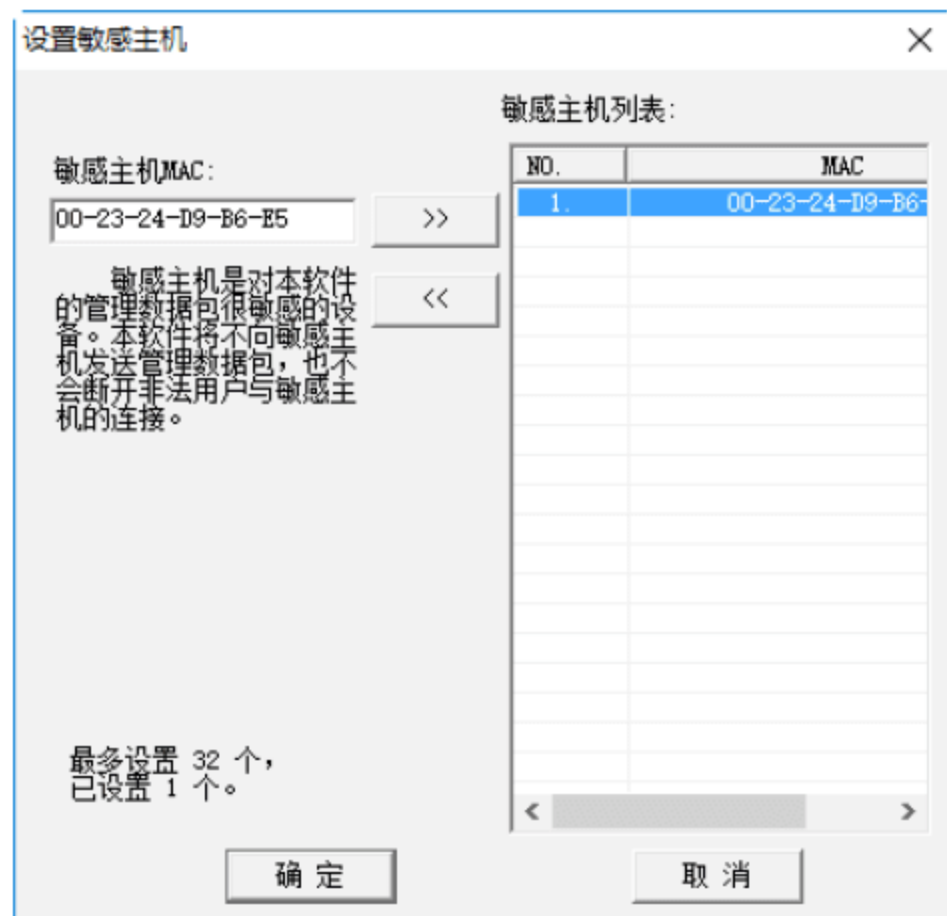 设置敏感主机
敏感主机列表:
敏感主机MAC:
NO. MAC
00-23-24-D9-B6-E5
>>
1. 00-23-24-D9-B6-
敏感主机是对本软件
的管理数据包很敏感的设
备。本软件将不向敏感主
机发送管理数据包，也不
会断开非法用户与敏感主
机的连接。
<<
最多设置 32 个，
已设置 1 个。
确 定
取 消